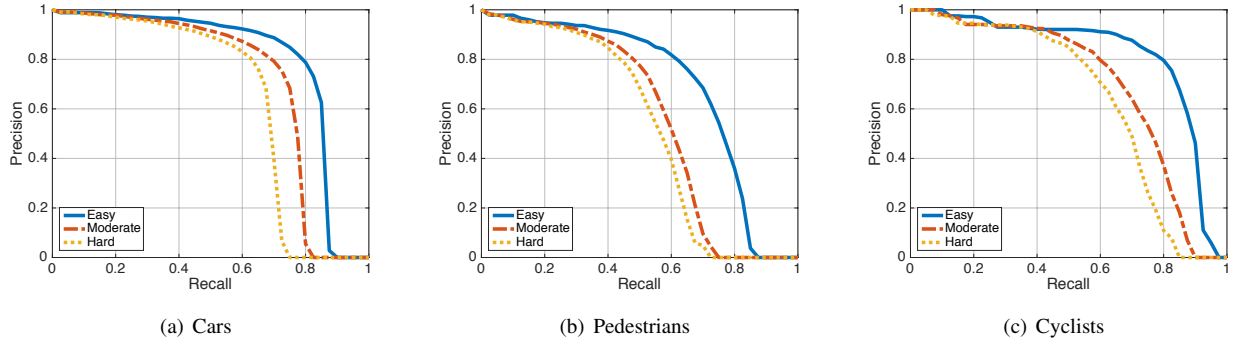 1
0.8
0.6
0.4
0.2
0
Precision
Easy
Moderate
Hard
0 0.2 0.4 0.6 0.8 1
Recall
(a) Cars
1
0.8
0.6
0.4
0.2
0
Precision
Easy
Moderate
Hard
0 0.2 0.4 0.6 0.8 1
Recall
(b) Pedestrians
1
0.8
0.6
0.4
0.2
0
Precision
Easy
Moderate
Hard
0 0.2 0.4 0.6 0.8 1
Recall
(c) Cyclists